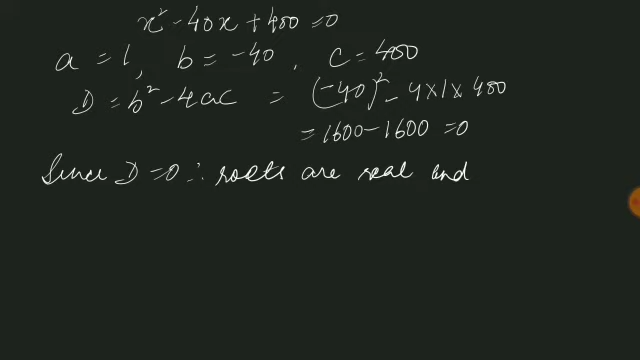 x² - 40x + 400 = 0
a = 1, b = -40, c = 400
D = b² - 4ac = (-40)² - 4 × 1 × 400
= 1600 - 1600 = 0
Since D = 0 ∴ roots are real and